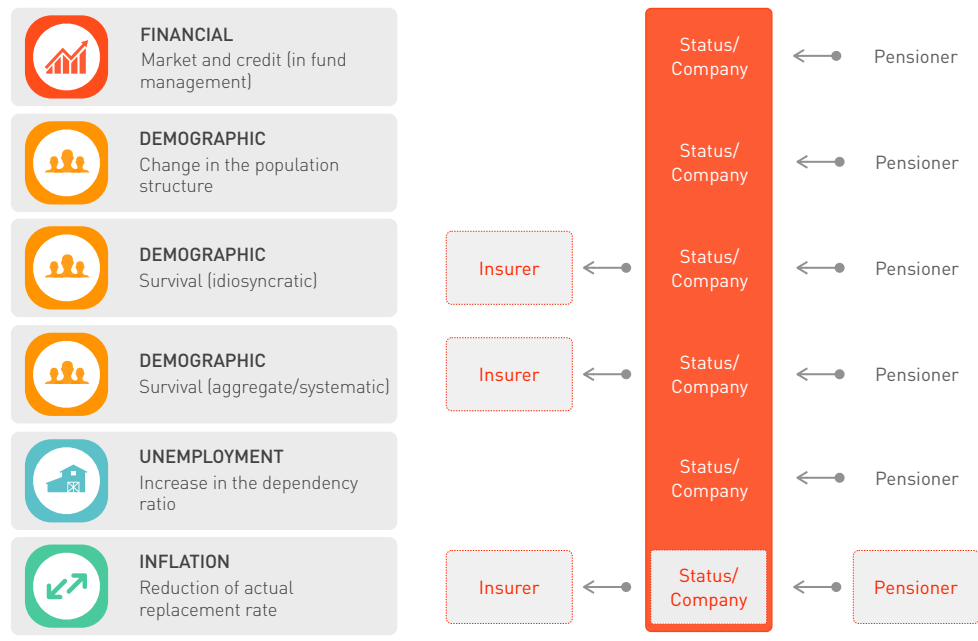 FINANCIAL
Market and credit (in fund
management)
Status/
Company
Pensioner
DEMOGRAPHIC
Change in the population
structure
Status/
Company
Pensioner
DEMOGRAPHIC
Survival (idiosyncratic)
Insurer
Status/
Company
Pensioner
DEMOGRAPHIC
Survival (aggregate/systematic)
Insurer
Status/
Company
Pensioner
UNEMPLOYMENT
Increase in the dependency
ratio
Status/
Company
Pensioner
INFLATION
Reduction of actual
replacement rate
Insurer
Status/
Company
Pensioner